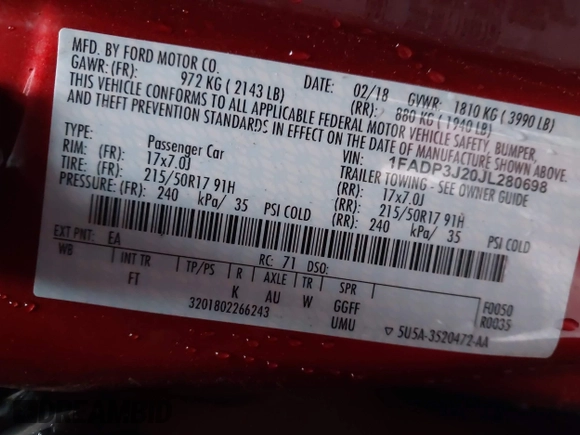 MFD. BY FORD MOTOR CO.
DATE: 02/18 GVWR: 1810 KG ( 3990 LB)
GAWR: (FR): 972 KG ( 2143 LB) (RR): 880 KG ( 1940 LB)
THIS VEHICLE CONFORMS TO ALL APPLICABLE FEDERAL MOTOR VEHICLE SAFETY, BUMPER,
AND THEFT PREVENTION STANDARDS IN EFFECT ON THE DATE OF MANUFACTURE SHOWN ABOVE.
VIN: 1FADP3J20JL280698
TYPE: Passenger Car TRAILER TOWING - SEE OWNER GUIDE
RIM: (FR): 17x7.0J (RR): 17x7.0J
TIRE: (FR): 215/50R17 91H (RR): 215/50R17 91H
PRESSURE: (FR): 240 kPa/ 35 PSI COLD (RR): 240 kPa/ 35 PSI COLD
EXT PNT: EA RC: 71 DSO:
WB INT TR TP/PS R AXLE TR SPR
FT K AU W GGFF F0050
UMU R0035
3201802266243 ▽ 5U5A-3520472-AA